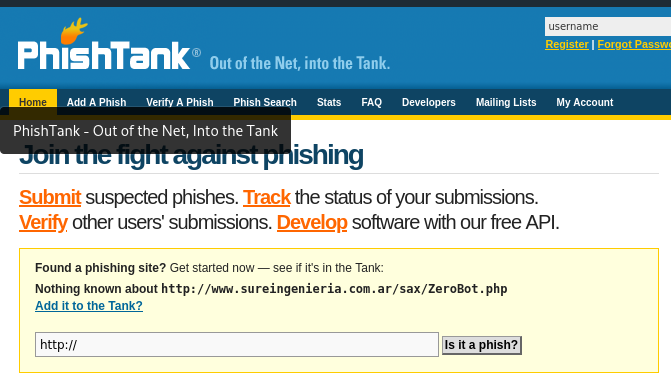 username
PhishTank® Out of the Net, into the Tank.
Register | Forgot
Home Add A Phish Verify A Phish Phish Search Stats FAQ Developers Mailing Lists My Account
PhishTank - Out of the Net, Into the Tank
Join the fight against phishing
Submit suspected phishes. Track the status of your submissions.
Verify other users' submissions. Develop software with our free API.
Found a phishing site? Get started now — see if it's in the Tank:
Nothing known about http://www.sureingenieria.com.ar/sax/ZeroBot.php
Add it to the Tank?
http:// Is it a phish?